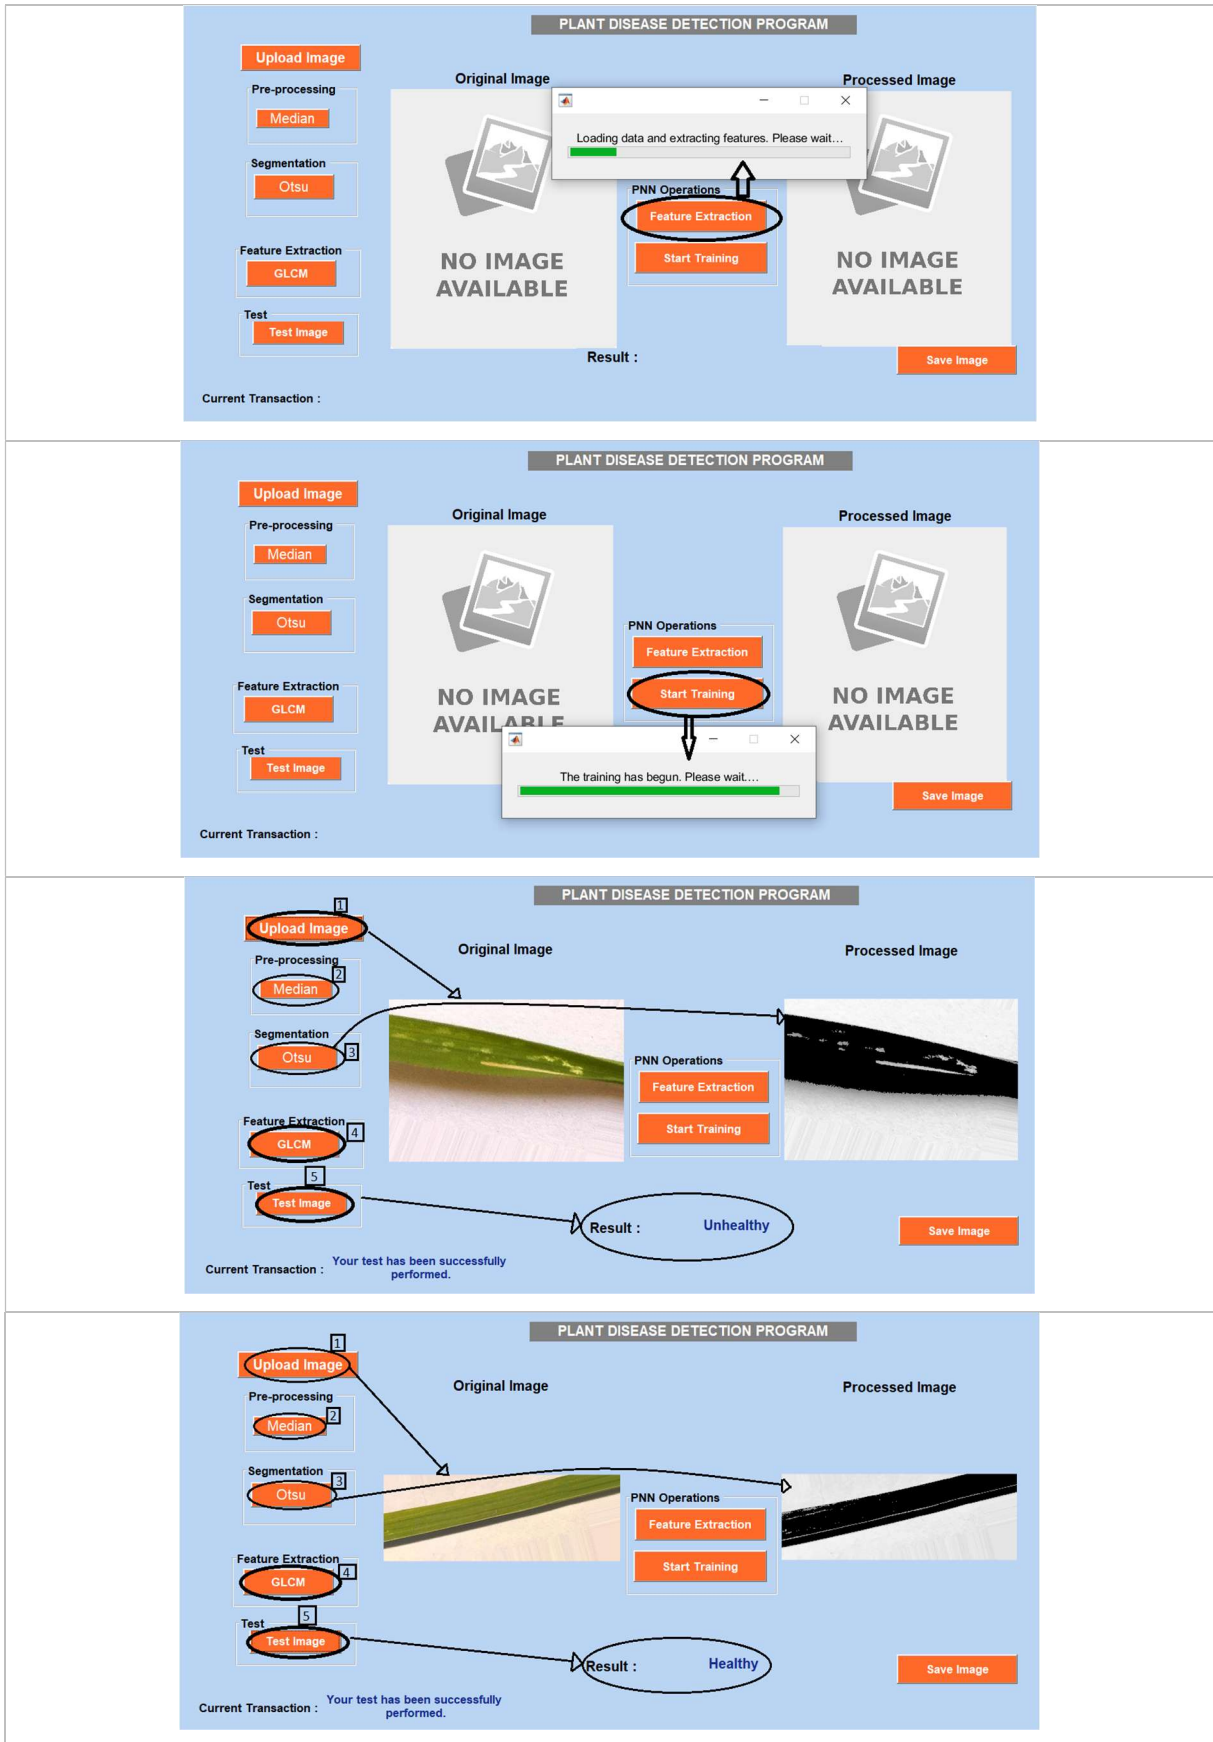 PLANT DISEASE DETECTION PROGRAM
Upload Image
Original Image
Processed Image
Pre-processing
Median
Loading data and extracting features. Please wait...
Segmentation
Otsu
PNN Operations
Feature Extraction
Start Training
NO IMAGE
AVAILABLE
NO IMAGE
AVAILABLE
Feature Extraction
GLCM
Test
Test Image
Result :
Save Image
Current Transaction :
PLANT DISEASE DETECTION PROGRAM
Upload Image
Original Image
Processed Image
Pre-processing
Median
Segmentation
Otsu
PNN Operations
Feature Extraction
Start Training
NO IMAGE
AVAILABLE
NO IMAGE
AVAILABLE
Feature Extraction
GLCM
Test
Test Image
The training has begun. Please wait....
Save Image
Current Transaction :
PLANT DISEASE DETECTION PROGRAM
1
Upload Image
Original Image
Processed Image
Pre-processing
2
Median
Segmentation
Otsu
3
PNN Operations
Feature Extraction
Start Training
Feature Extraction
4
GLCM
5
Test
Test Image
Result :
Unhealthy
Save Image
Current Transaction :
Your test has been successfully
performed.
PLANT DISEASE DETECTION PROGRAM
1
Upload Image
Original Image
Processed Image
Pre-processing
2
Median
Segmentation
3
Otsu
PNN Operations
Feature Extraction
Start Training
Feature Extraction
4
GLCM
5
Test
Test Image
Result :
Healthy
Save Image
Current Transaction :
Your test has been successfully
performed.